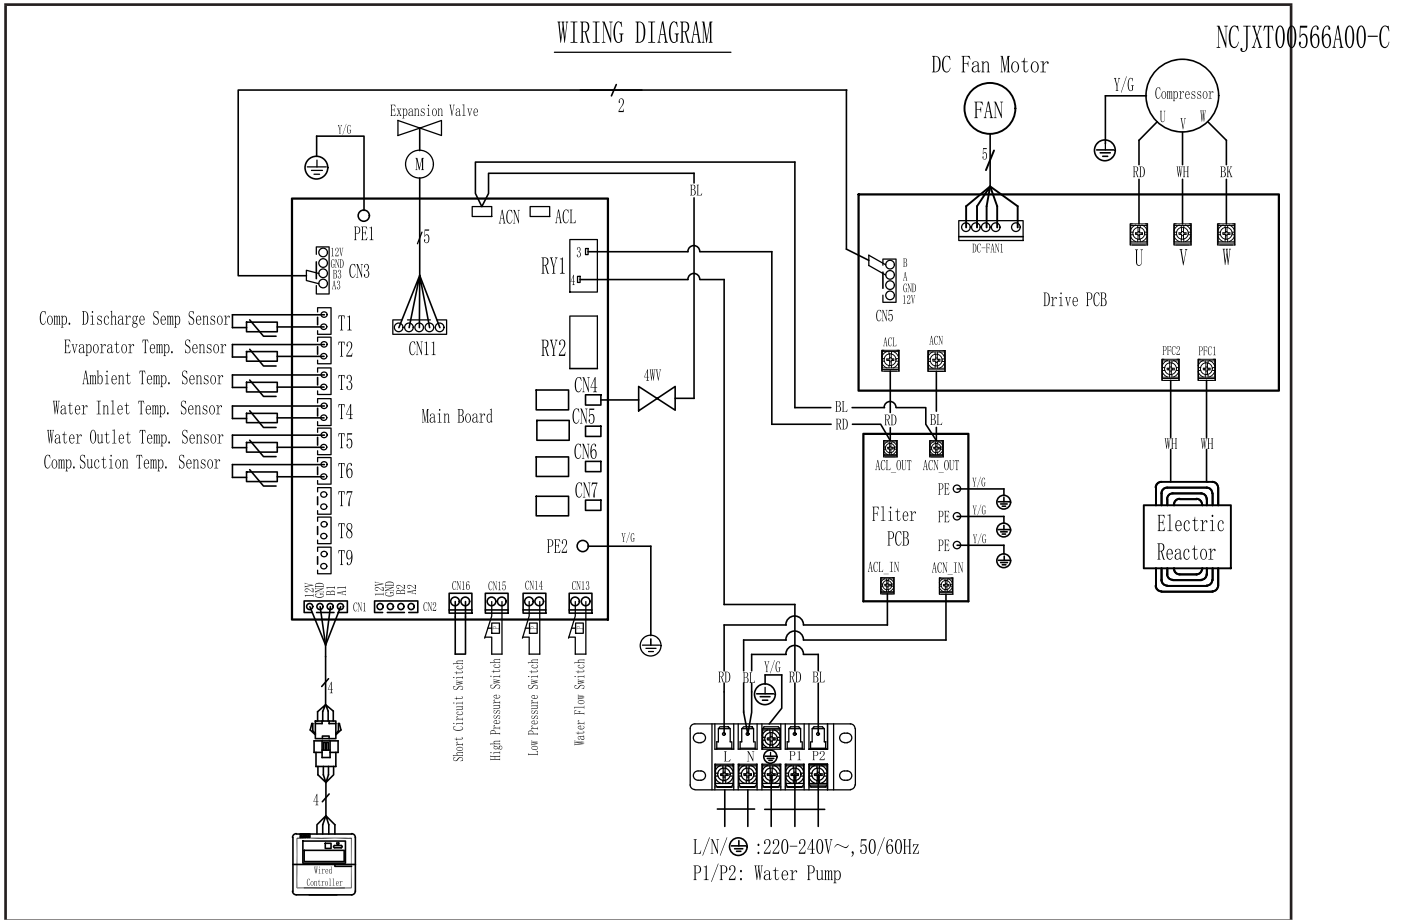 WIRING DIAGRAM
NCJXT00566A00-C
DC Fan Motor
FAN
5
Y/G
Compressor
U
V
W
RD
WH
BK
2
Expansion Valve
M
5
Y/G
PE1
BL
ACN
ACL
12V
GND
B3
A3
CN3
CN11
RY1
3
4
RY2
CN4
CN5
CN6
CN7
4WV
Main Board
Comp. Discharge Semp Sensor
T1
Evaporator Temp. Sensor
T2
Ambient Temp. Sensor
T3
Water Inlet Temp. Sensor
T4
Water Outlet Temp. Sensor
T5
Comp.Suction Temp. Sensor
T6
T7
T8
T9
PE2
Y/G
12V
GND
B1
A1
CN1
12V
GND
B2
A2
CN2
CN16
CN15
CN14
CN13
Short Circuit Switch
High Pressure Switch
Low Pressure Switch
Water Flow Switch
4
4
Wired
Controller
DC-FAN1
U
V
W
B
A
GND
12V
CN5
Drive PCB
ACL
ACN
PFC2
PFC1
BL
RD
RD
BL
WH
WH
ACL_OUT
ACN_OUT
PE
Y/G
PE
Y/G
PE
Y/G
Fliter
PCB
ACL_IN
ACN_IN
Electric
Reactor
RD
BL
Y/G
RD
BL
L
N
P1
P2
L/N/⏚ :220-240V～,50/60Hz
P1/P2: Water Pump